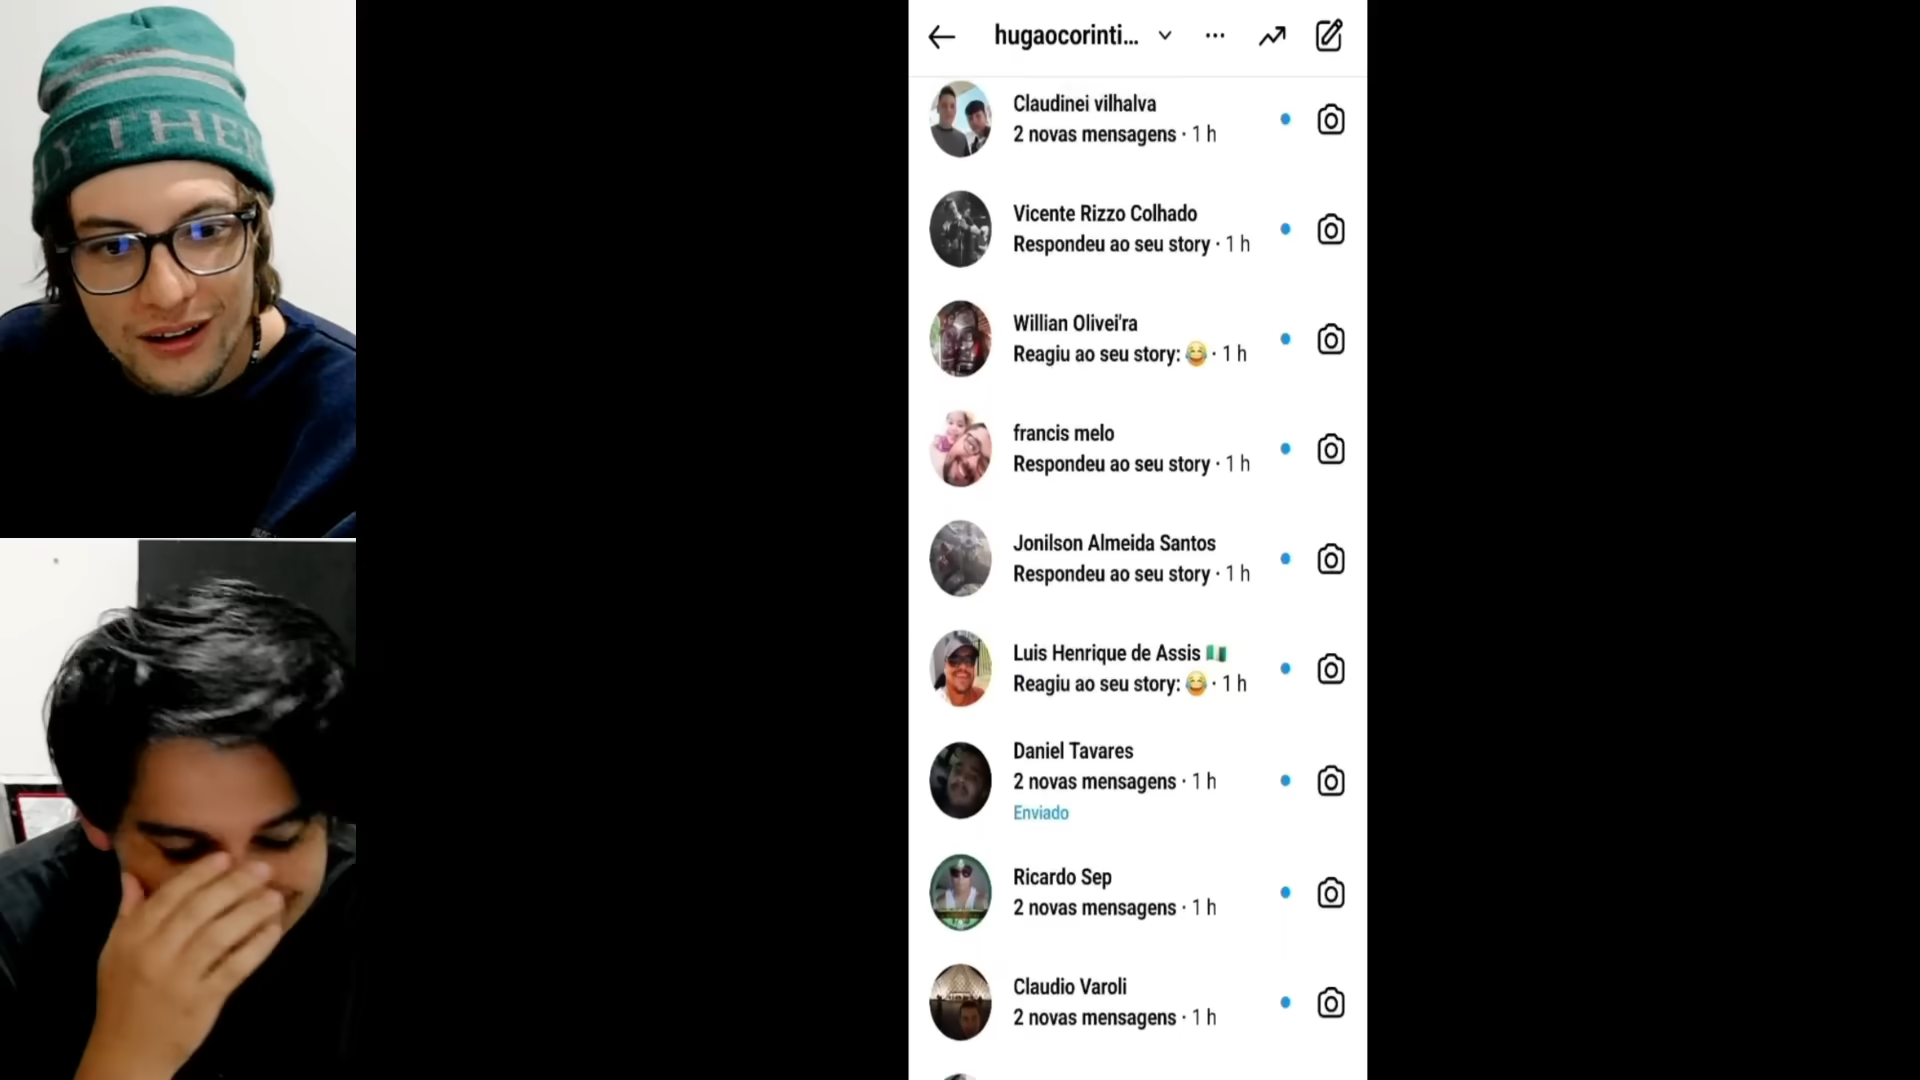 LY THER
hugaocorinti...
Claudinei vilhalva
2 novas mensagens · 1 h
Vicente Rizzo Colhado
Respondeu ao seu story · 1 h
Willian Olivei'ra
Reagiu ao seu story: 😂 · 1 h
francis melo
Respondeu ao seu story · 1 h
Jonilson Almeida Santos
Respondeu ao seu story · 1 h
Luis Henrique de Assis 🇳🇬
Reagiu ao seu story: 😂 · 1 h
Daniel Tavares
2 novas mensagens · 1 h
Enviado
Ricardo Sep
2 novas mensagens · 1 h
Claudio Varoli
2 novas mensagens · 1 h